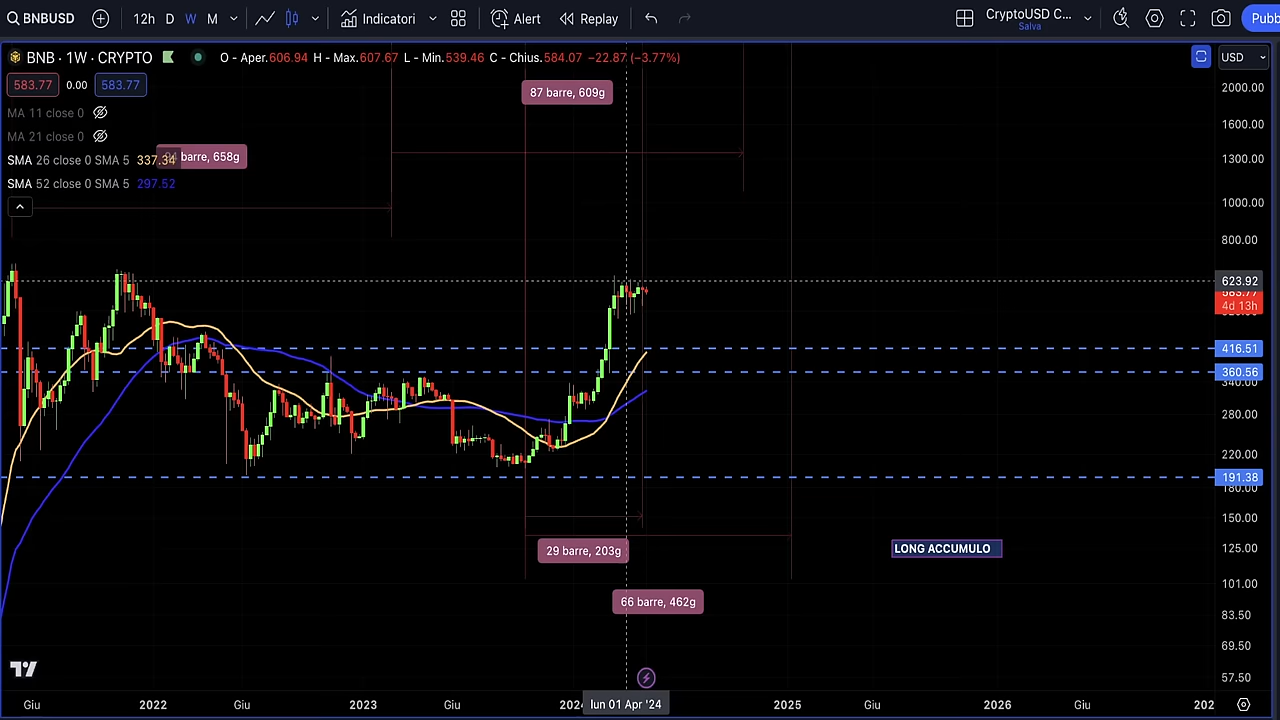 BNBUSD 12h D W M Indicatori Alert Replay CryptoUSD C... Salva Pubb
BNB · 1W · CRYPTO O - Aper.606.94 H - Max.607.67 L - Min.539.46 C - Chius.584.07 −22.87 (−3.77%) USD
583.77 0.00 583.77
MA 11 close 0
MA 21 close 0
SMA 26 close 0 SMA 5 337.34
SMA 52 close 0 SMA 5 297.52
barre, 658g
87 barre, 609g
29 barre, 203g
66 barre, 462g
LONG ACCUMULO
2000.00
1600.00
1300.00
1000.00
800.00
623.92
583.77
4d 13h
416.51
360.56
340.00
280.00
220.00
191.38
180.00
150.00
125.00
101.00
83.50
69.50
57.50
Giu 2022 Giu 2023 Giu 2024 lun 01 Apr '24 2025 Giu 2026 Giu 202